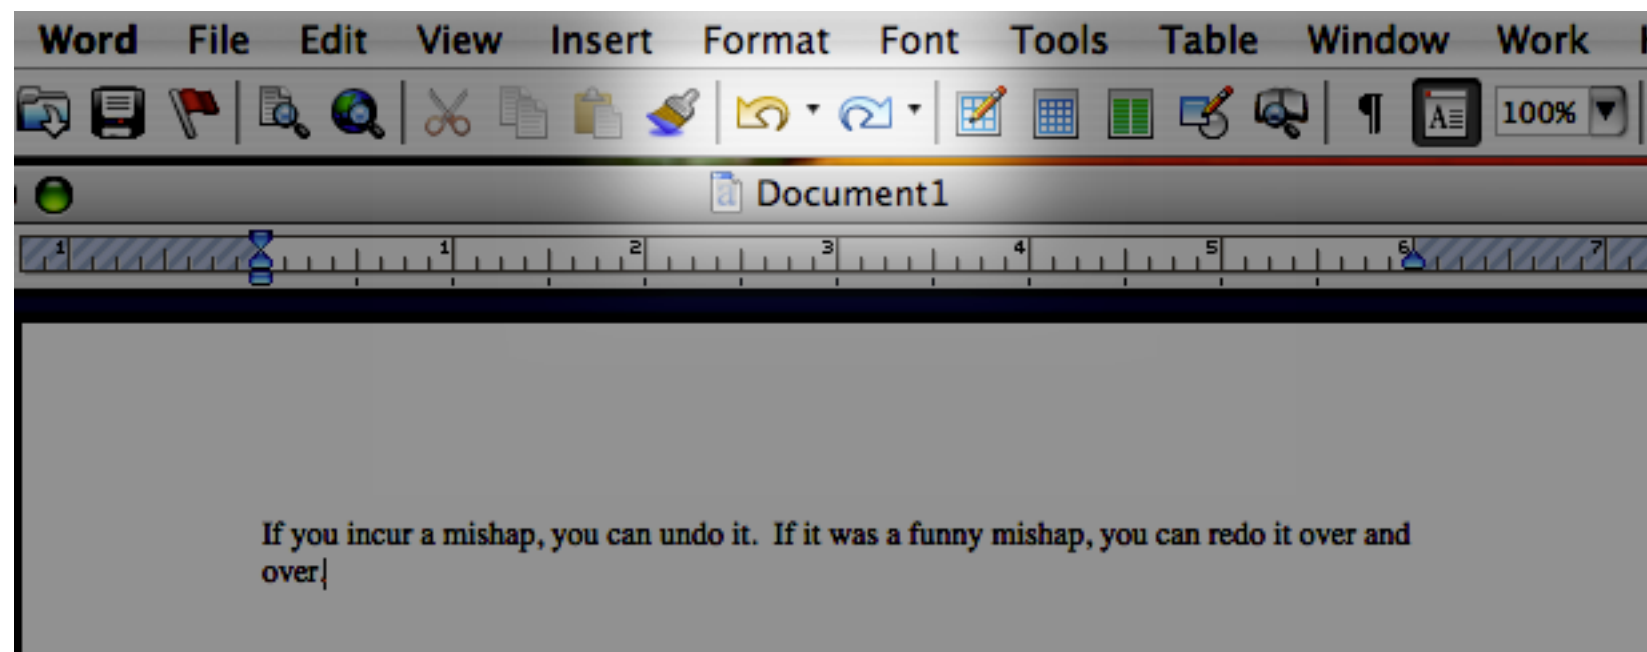 Word File Edit View Insert Format Font Tools Table Window Work
¶ A 100%
a Document1
1 1 2 3 4 5 6 7
If you incur a mishap, you can undo it.  If it was a funny mishap, you can redo it over and
over.